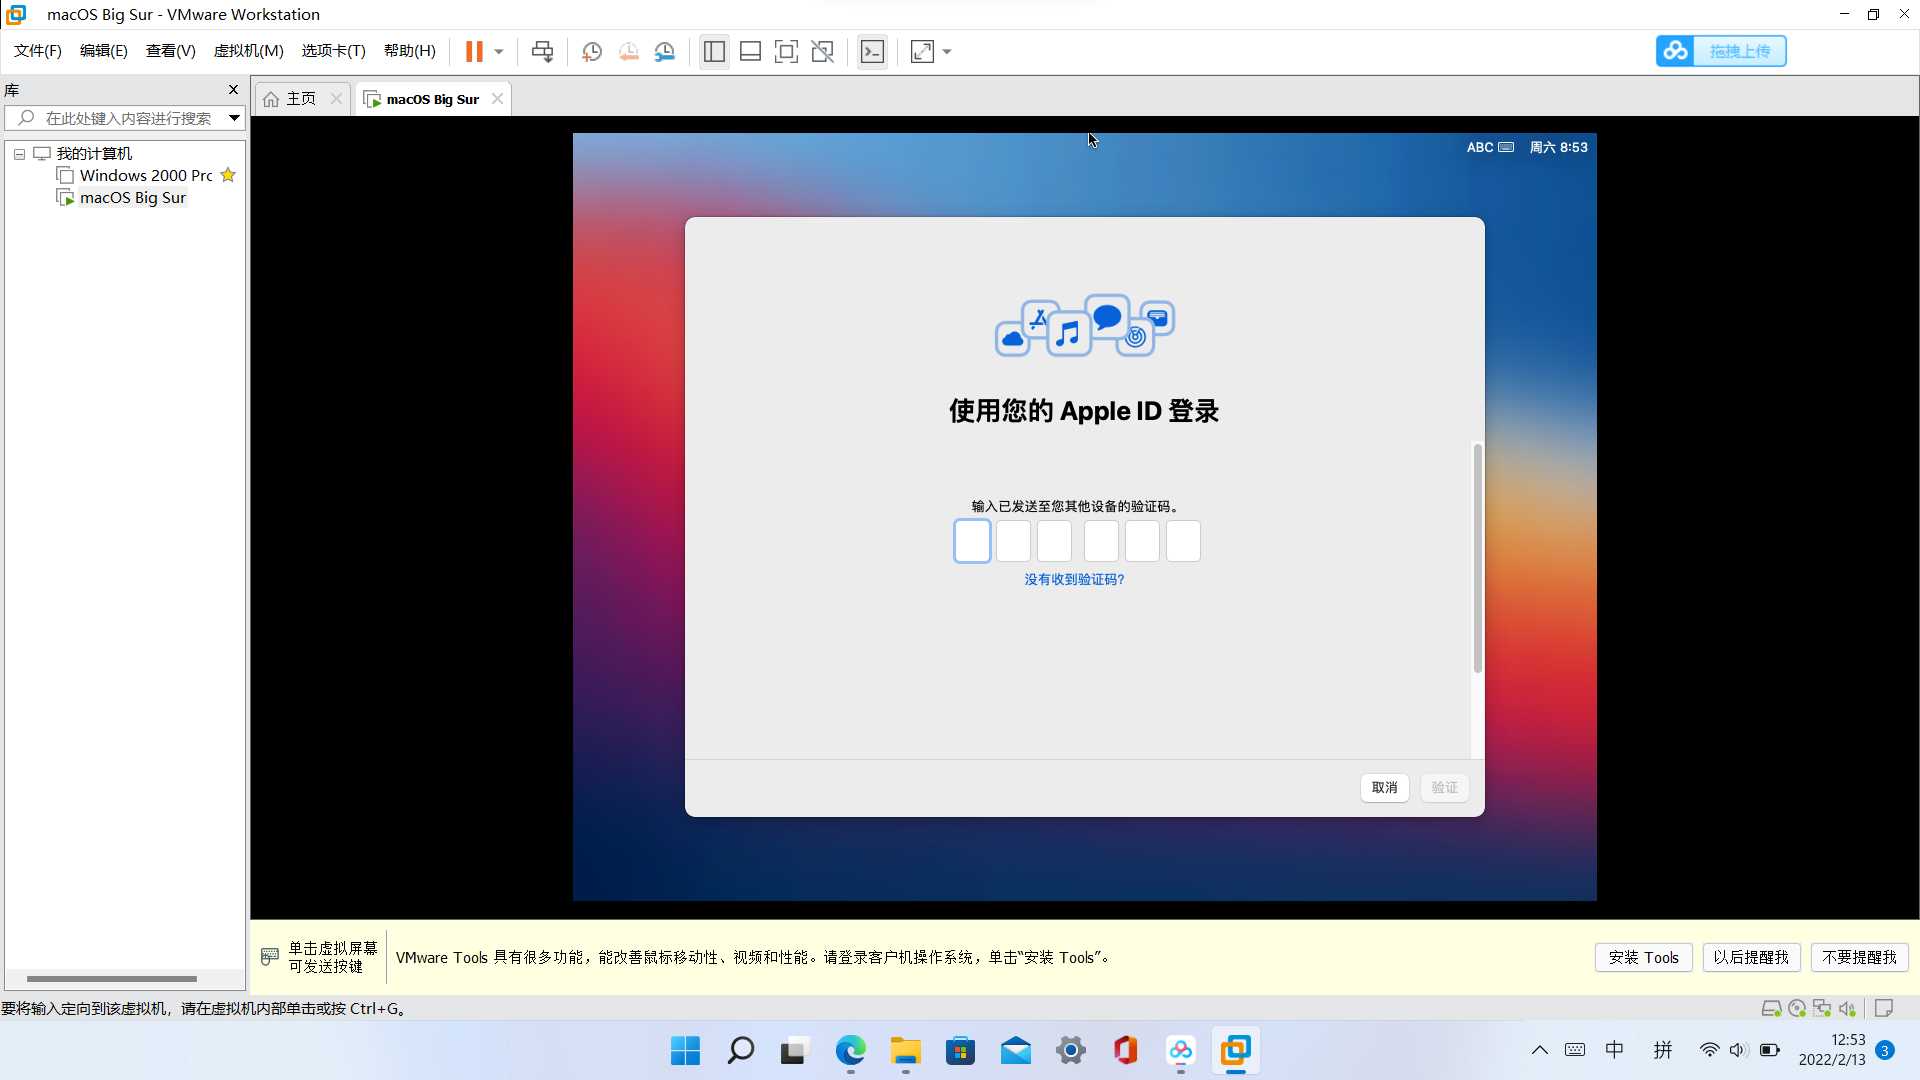 macOS Big Sur - VMware Workstation
文件(F) 编辑(E) 查看(V) 虚拟机(M) 选项卡(T) 帮助(H)
拖拽上传
库
主页
macOS Big Sur
在此处键入内容进行搜索
我的计算机
Windows 2000 Prc
macOS Big Sur
ABC 周六 8:53
使用您的 Apple ID 登录
输入已发送至您其他设备的验证码。
没有收到验证码?
取消 验证
单击虚拟屏幕
可发送按键
VMware Tools 具有很多功能，能改善鼠标移动性、视频和性能。请登录客户机操作系统，单击“安装 Tools”。
安装 Tools 以后提醒我 不要提醒我
要将输入定向到该虚拟机，请在虚拟机内部单击或按 Ctrl+G。
中 拼
12:53
2022/2/13
3